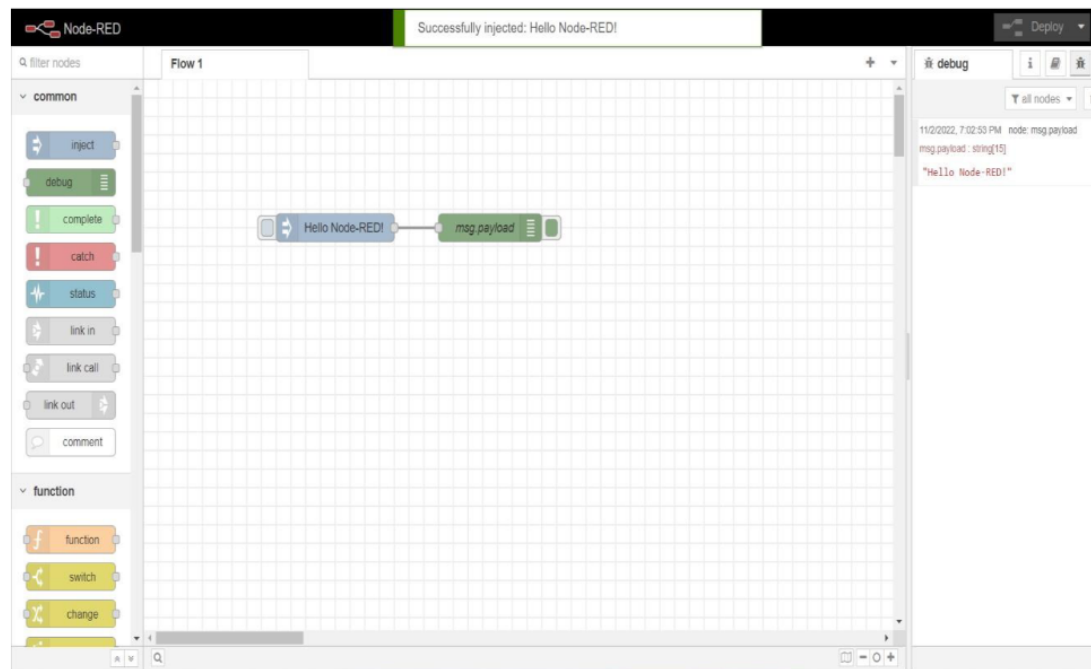 Node-RED
Successfully injected: Hello Node-RED!
Deploy
filter nodes
Flow 1
debug
i
common
all nodes
inject
debug
complete
catch
status
link in
link call
link out
comment
11/2/2022, 7:02:53 PM node: msg.payload
msg.payload : string[15]
"Hello Node-RED!"
Hello Node-RED!
msg.payload
function
function
switch
change